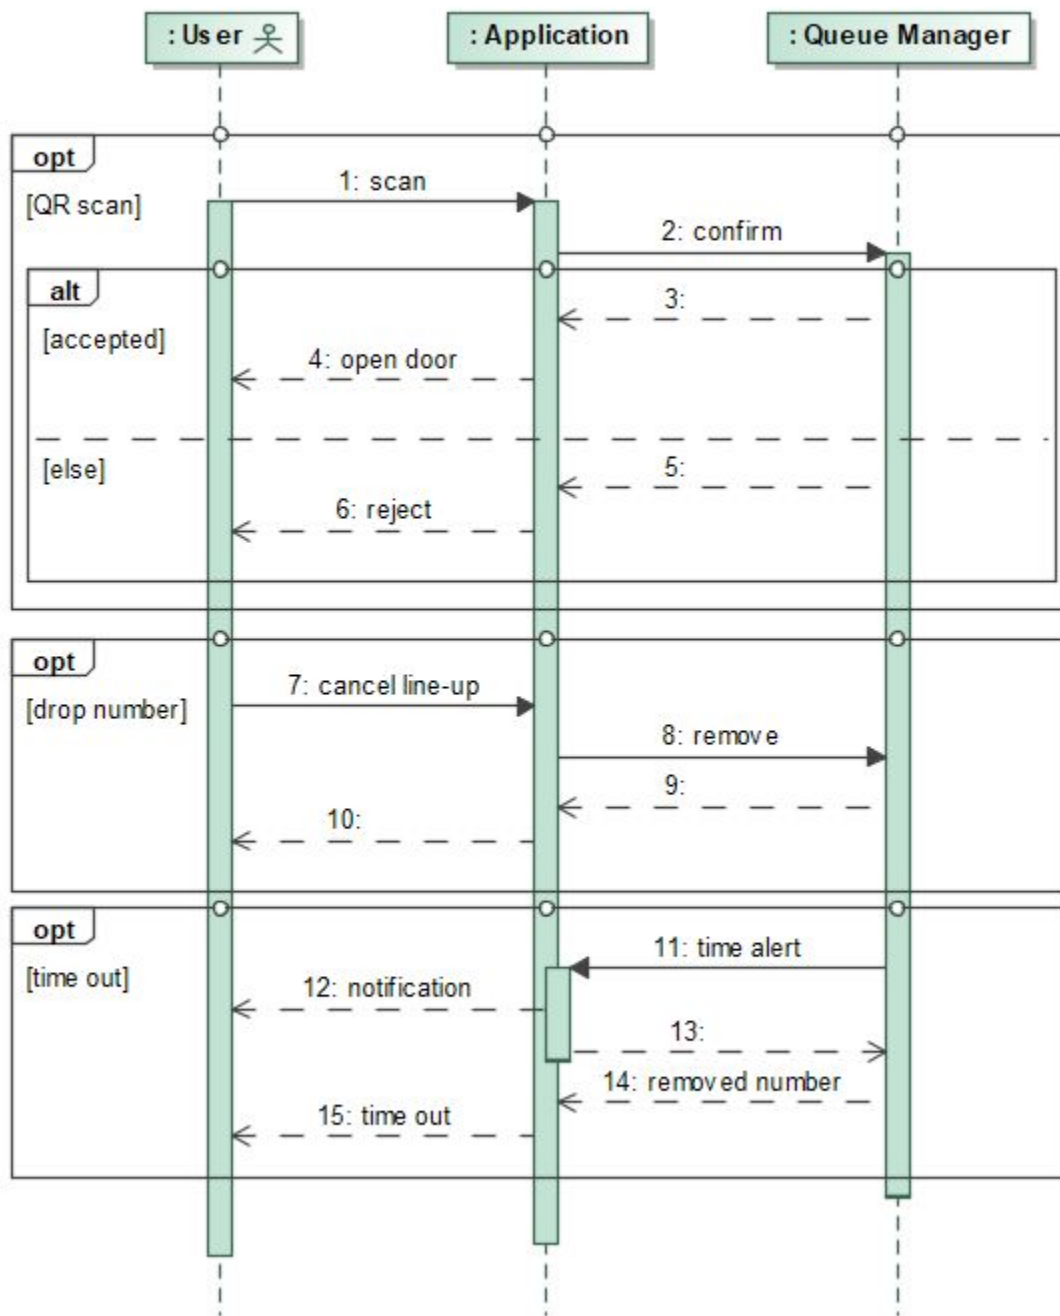 : User
: Application
: Queue Manager
opt
[QR scan]
1: scan
2: confirm
alt
[accepted]
3:
4: open door
[else]
5:
6: reject
opt
[drop number]
7: cancel line-up
8: remove
9:
10:
opt
[time out]
11: time alert
12: notification
13:
14: removed number
15: time out